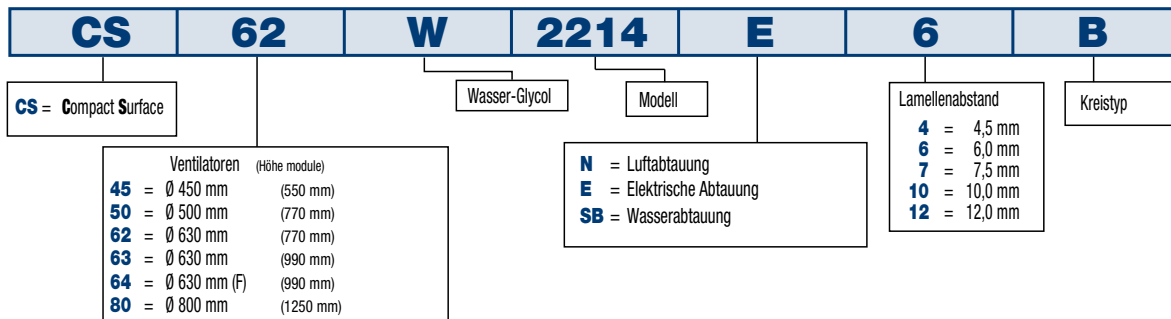 CS 62 W 2214 E 6 B
CS = Compact Surface
Ventilatoren (Höhe module)
45 = Ø 450 mm (550 mm)
50 = Ø 500 mm (770 mm)
62 = Ø 630 mm (770 mm)
63 = Ø 630 mm (990 mm)
64 = Ø 630 mm (F) (990 mm)
80 = Ø 800 mm (1250 mm)
Wasser-Glycol
Modell
N = Luftabtauung
E = Elektrische Abtauung
SB = Wasserabtauung
Lamellenabstand
4 = 4,5 mm
6 = 6,0 mm
7 = 7,5 mm
10 = 10,0 mm
12 = 12,0 mm
Kreistyp